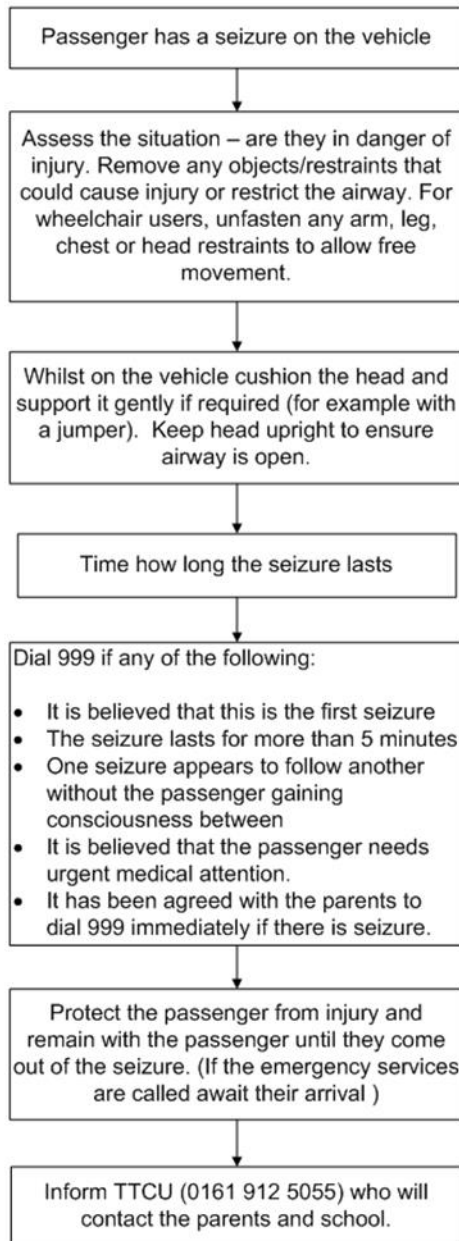 Passenger has a seizure on the vehicle
Assess the situation – are they in danger of
injury. Remove any objects/restraints that
could cause injury or restrict the airway. For
wheelchair users, unfasten any arm, leg,
chest or head restraints to allow free
movement.
Whilst on the vehicle cushion the head and
support it gently if required (for example with
a jumper).  Keep head upright to ensure
airway is open.
Time how long the seizure lasts
Dial 999 if any of the following:
• It is believed that this is the first seizure
• The seizure lasts for more than 5 minutes
• One seizure appears to follow another
without the passenger gaining
consciousness between
• It is believed that the passenger needs
urgent medical attention.
• It has been agreed with the parents to
dial 999 immediately if there is seizure.
Protect the passenger from injury and
remain with the passenger until they come
out of the seizure. (If the emergency services
are called await their arrival )
Inform TTCU (0161 912 5055) who will
contact the parents and school.